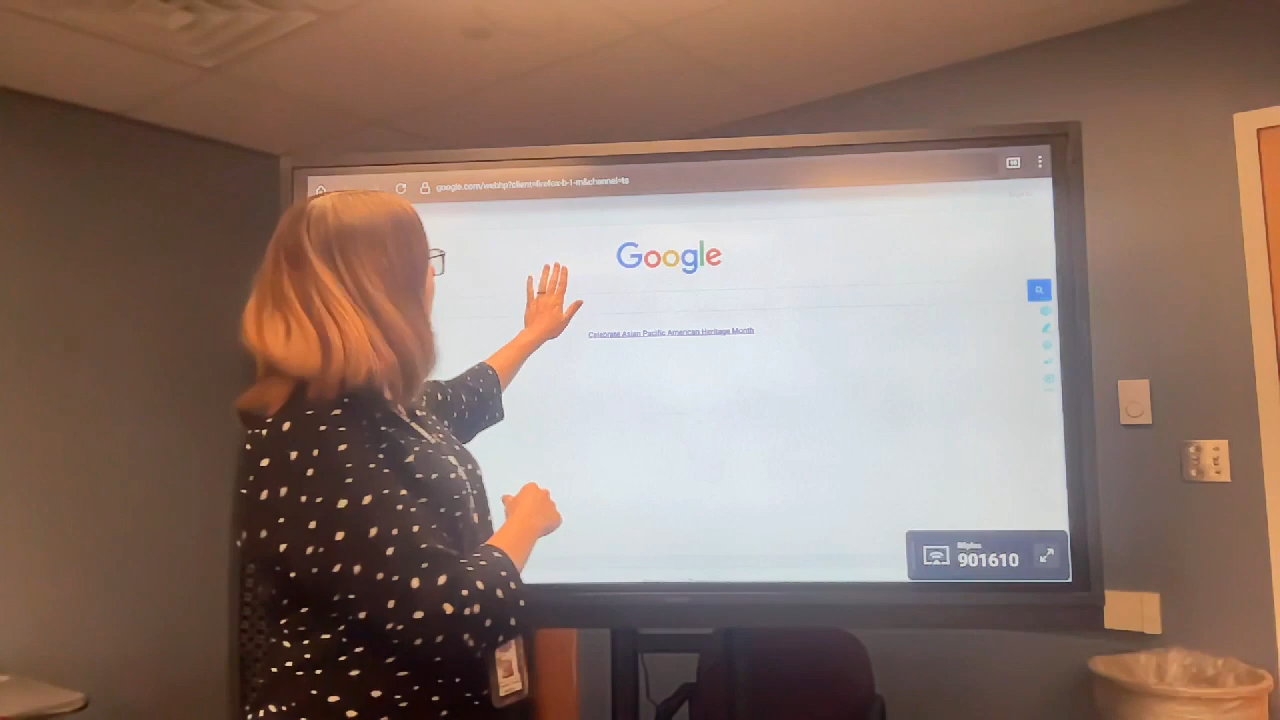 google.com/webhp?client=firefox-b-1-m&channel=ts
Google
Celebrate Asian Pacific American Heritage Month
901610